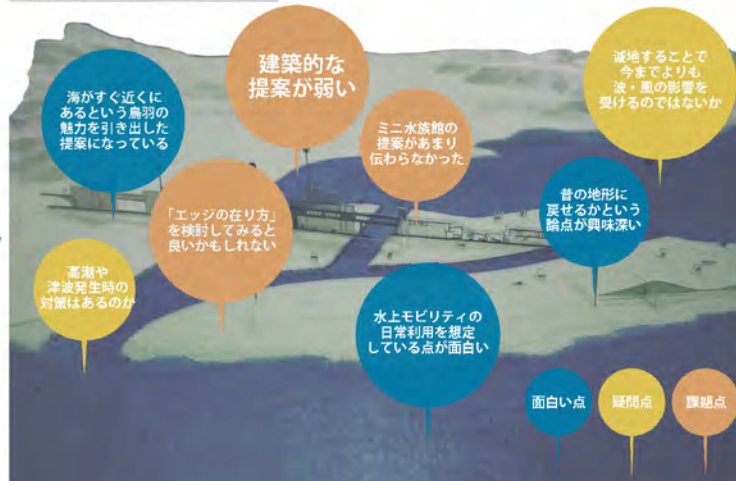 海がすぐ近くに
あるという鳥羽の
魅力を引き出した
提案になっている
建築的な
提案が弱い
ミニ水族館の
提案があまり
伝わらなかった
減地することで
今までよりも
波・風の影響を
受けるのではないか
「エッジの在り方」
を検討してみると
良いかもしれない
昔の地形に
戻せるかという
論点が興味深い
高潮や
津波発生時の
対策はあるのか
水上モビリティの
日常利用を想定
している点が面白い
面白い点
疑問点
課題点